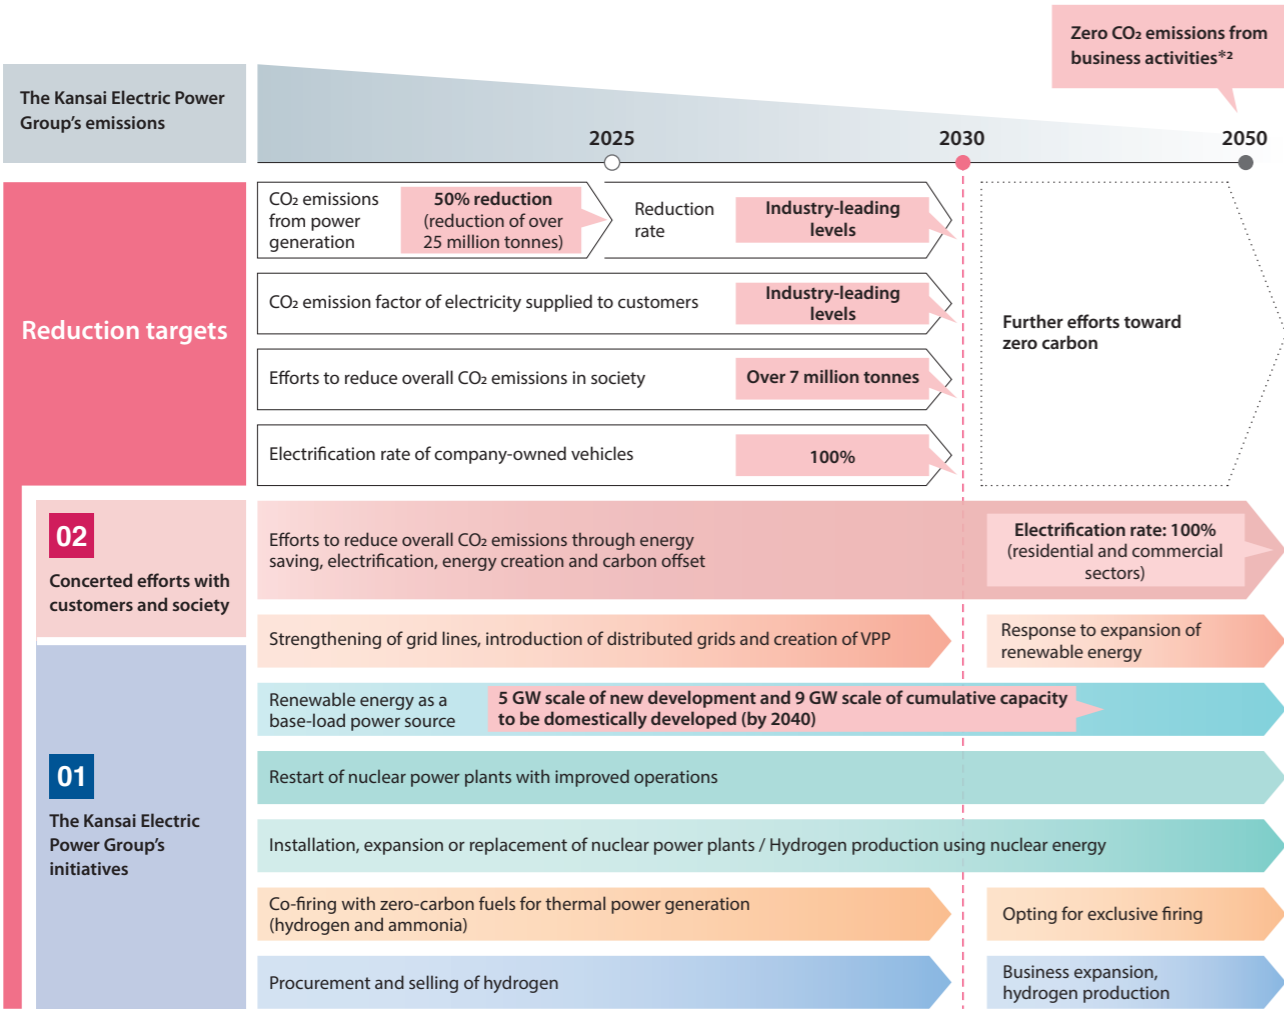 Zero CO₂ emissions from
business activities*²
The Kansai Electric Power
Group's emissions
2025
2030
2050
Reduction targets
CO₂ emissions
from power
generation
50% reduction
(reduction of over
25 million tonnes)
Reduction
rate
Industry-leading
levels
CO₂ emission factor of electricity supplied to customers
Industry-leading
levels
Efforts to reduce overall CO₂ emissions in society
Over 7 million tonnes
Electrification rate of company-owned vehicles
100%
Further efforts toward
zero carbon
02
Concerted efforts with
customers and society
Efforts to reduce overall CO₂ emissions through energy
saving, electrification, energy creation and carbon offset
Electrification rate: 100%
(residential and commercial
sectors)
Strengthening of grid lines, introduction of distributed grids and creation of VPP
Response to expansion of
renewable energy
01
The Kansai Electric
Power Group's
initiatives
Renewable energy as a
base-load power source
5 GW scale of new development and 9 GW scale of cumulative capacity
to be domestically developed (by 2040)
Restart of nuclear power plants with improved operations
Installation, expansion or replacement of nuclear power plants / Hydrogen production using nuclear energy
Co-firing with zero-carbon fuels for thermal power generation
(hydrogen and ammonia)
Opting for exclusive firing
Procurement and selling of hydrogen
Business expansion,
hydrogen production